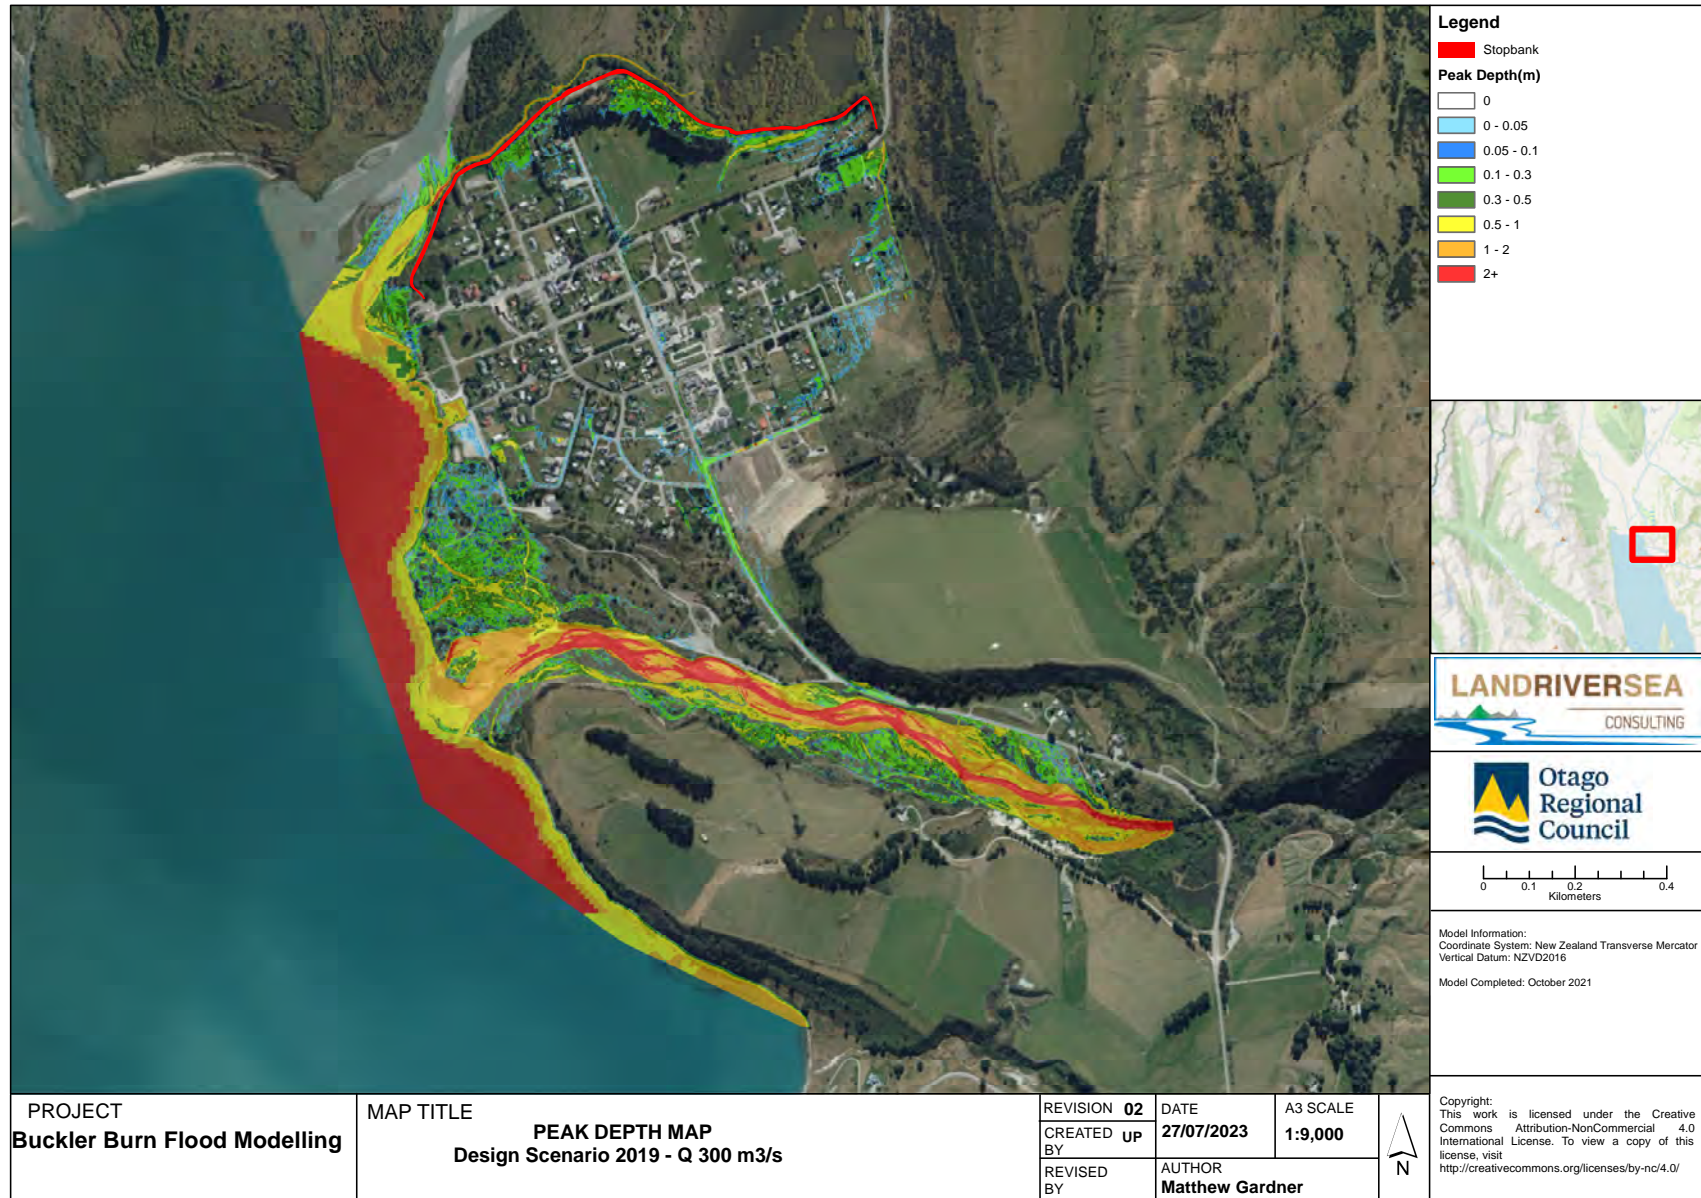 Legend
Stopbank
Peak Depth(m)
0
0 - 0.05
0.05 - 0.1
0.1 - 0.3
0.3 - 0.5
0.5 - 1
1 - 2
2+
LANDRIVERSEA
CONSULTING
Otago
Regional
Council
0 0.1 0.2 0.4
Kilometers
Model Information:
Coordinate System: New Zealand Transverse Mercator
Vertical Datum: NZVD2016
Model Completed: October 2021
Copyright:
This work is licensed under the Creative
Commons Attribution-NonCommercial 4.0
International License. To view a copy of this
license, visit
http://creativecommons.org/licenses/by-nc/4.0/
PROJECT
Buckler Burn Flood Modelling
MAP TITLE
PEAK DEPTH MAP
Design Scenario 2019 - Q 300 m3/s
REVISION 02
CREATED BY UP
REVISED BY
DATE
27/07/2023
A3 SCALE
1:9,000
AUTHOR
Matthew Gardner
N